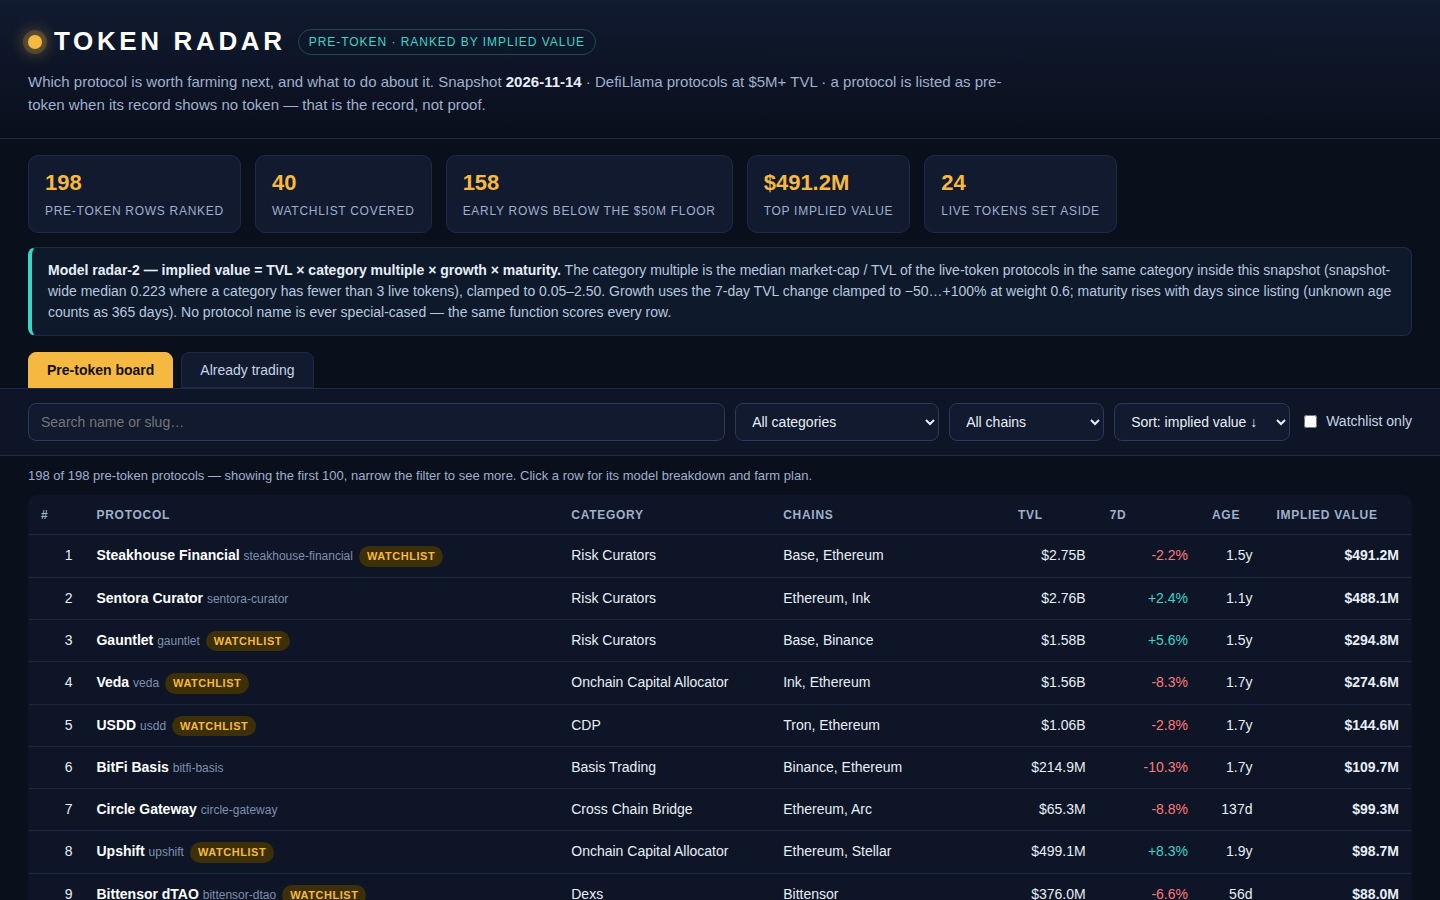 TOKEN RADAR PRE-TOKEN · RANKED BY IMPLIED VALUE
Which protocol is worth farming next, and what to do about it. Snapshot 2026-11-14 · DefiLlama protocols at $5M+ TVL · a protocol is listed as pre-
token when its record shows no token — that is the record, not proof.
198
PRE-TOKEN ROWS RANKED
40
WATCHLIST COVERED
158
EARLY ROWS BELOW THE $50M FLOOR
$491.2M
TOP IMPLIED VALUE
24
LIVE TOKENS SET ASIDE
Model radar-2 — implied value = TVL × category multiple × growth × maturity. The category multiple is the median market-cap / TVL of the live-token protocols in the same category inside this snapshot (snapshot-
wide median 0.223 where a category has fewer than 3 live tokens), clamped to 0.05–2.50. Growth uses the 7-day TVL change clamped to −50…+100% at weight 0.6; maturity rises with days since listing (unknown age
counts as 365 days). No protocol name is ever special-cased — the same function scores every row.
Pre-token board Already trading
Search name or slug… All categories All chains Sort: implied value ↓ Watchlist only
198 of 198 pre-token protocols — showing the first 100, narrow the filter to see more. Click a row for its model breakdown and farm plan.
# PROTOCOL CATEGORY CHAINS TVL 7D AGE IMPLIED VALUE
1 Steakhouse Financial steakhouse-financial WATCHLIST Risk Curators Base, Ethereum $2.75B -2.2% 1.5y $491.2M
2 Sentora Curator sentora-curator Risk Curators Ethereum, Ink $2.76B +2.4% 1.1y $488.1M
3 Gauntlet gauntlet WATCHLIST Risk Curators Base, Binance $1.58B +5.6% 1.5y $294.8M
4 Veda veda WATCHLIST Onchain Capital Allocator Ink, Ethereum $1.56B -8.3% 1.7y $274.6M
5 USDD usdd WATCHLIST CDP Tron, Ethereum $1.06B -2.8% 1.7y $144.6M
6 BitFi Basis bitfi-basis Basis Trading Binance, Ethereum $214.9M -10.3% 1.7y $109.7M
7 Circle Gateway circle-gateway Cross Chain Bridge Ethereum, Arc $65.3M -8.8% 137d $99.3M
8 Upshift upshift WATCHLIST Onchain Capital Allocator Ethereum, Stellar $499.1M +8.3% 1.9y $98.7M
9 Bittensor dTAO bittensor-dtao WATCHLIST Dexs Bittensor $376.0M -6.6% 56d $88.0M